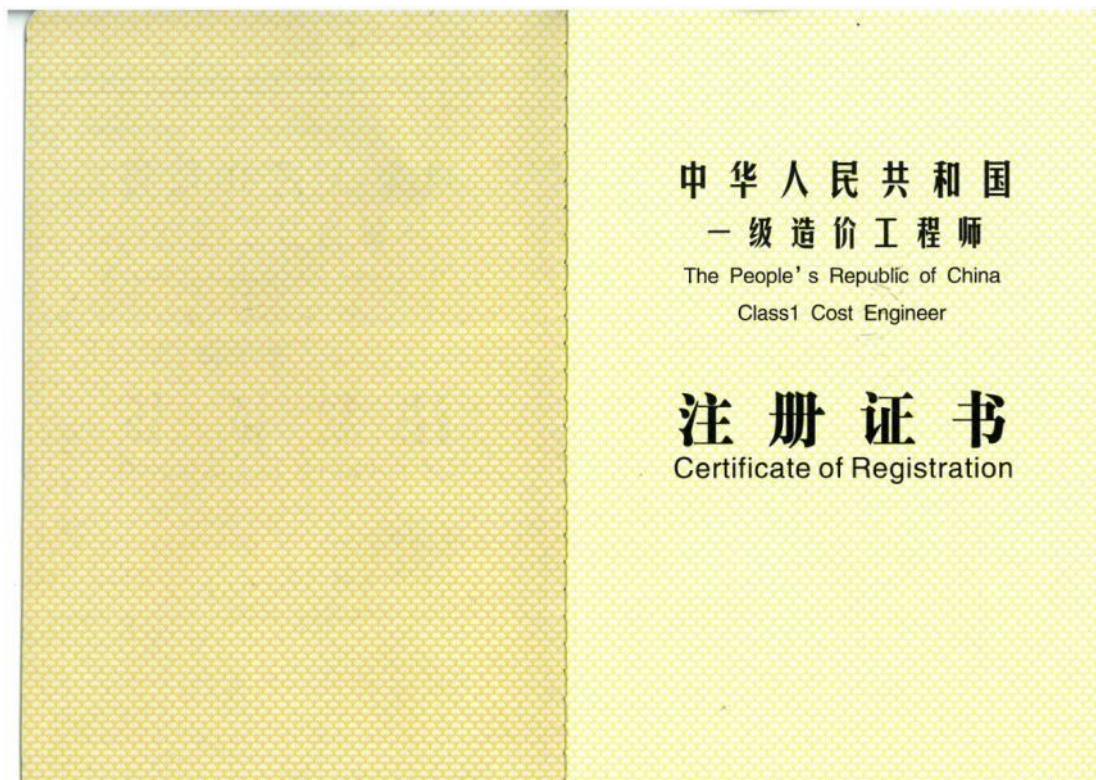 中华人民共和国
一级造价工程师
The People's Republic of China
Class1 Cost Engineer
注册证书
Certificate of Registration